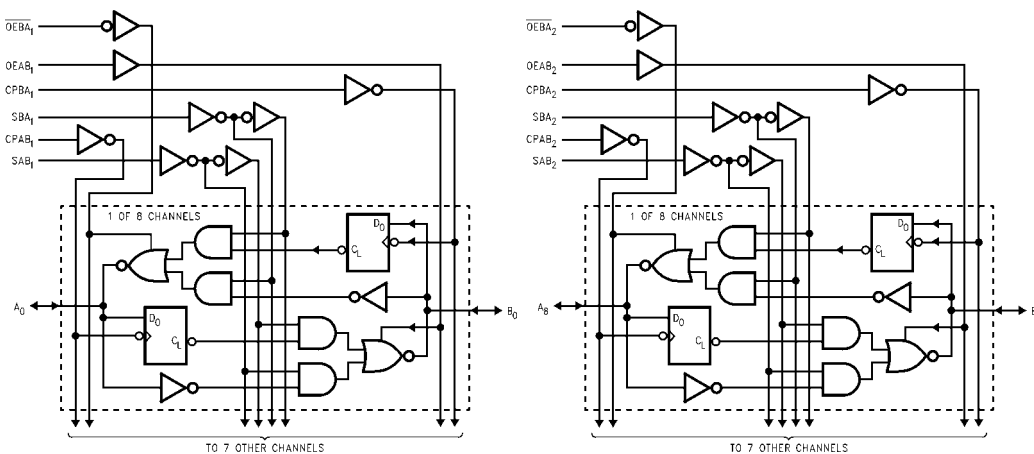 OEBA1
OEAB1
CPBA1
SBA1
CPAB1
SAB1
1 OF 8 CHANNELS
D0
CL
A0
D0
CL
B0
TO 7 OTHER CHANNELS
OEBA2
OEAB2
CPBA2
SBA2
CPAB2
SAB2
1 OF 8 CHANNELS
D0
CL
A8
D0
CL
TO 7 OTHER CHANNELS